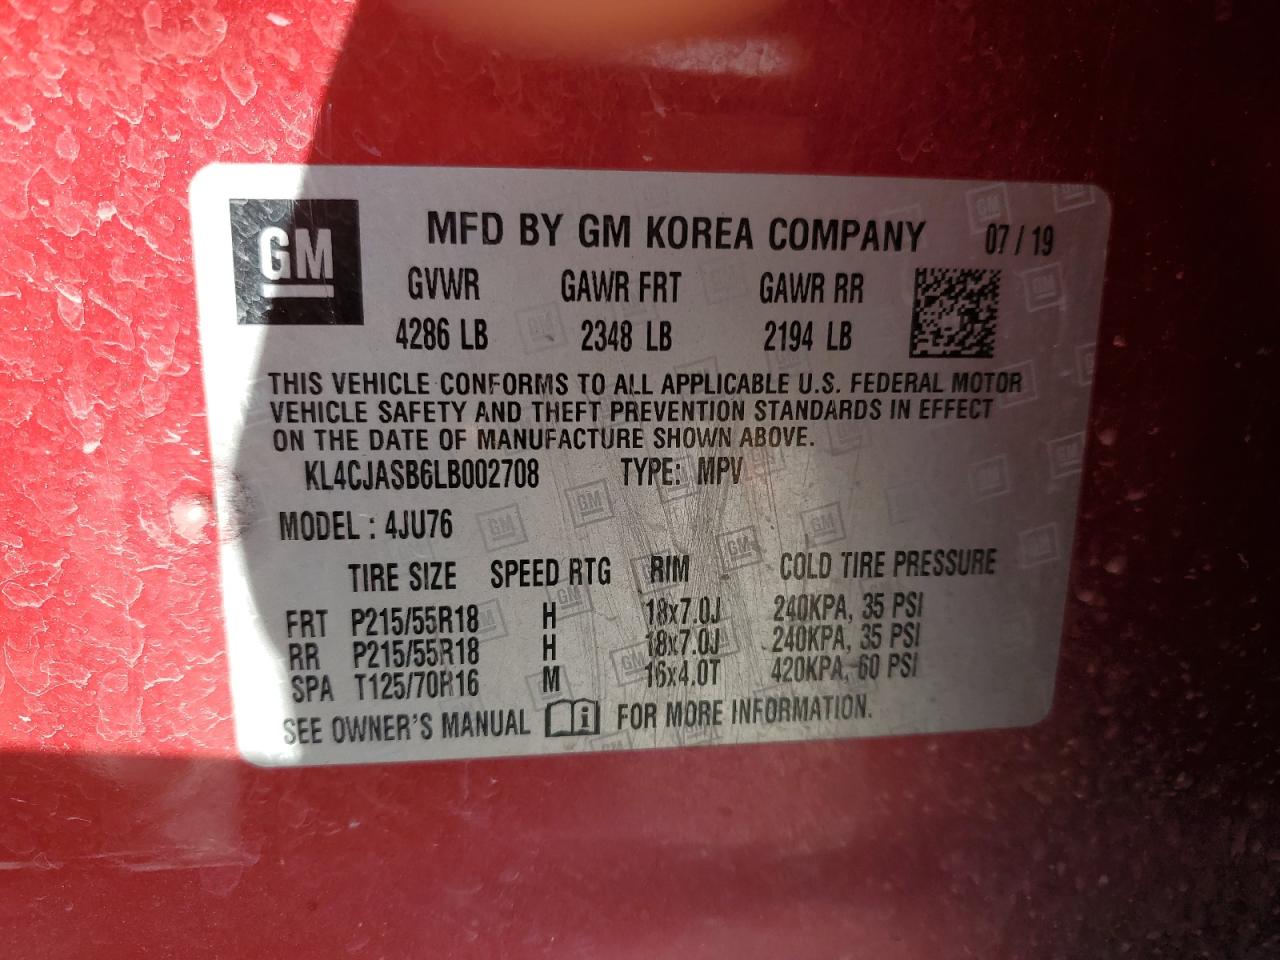 GM
MFD BY GM KOREA COMPANY 07 / 19
GVWR GAWR FRT GAWR RR
4286 LB 2348 LB 2194 LB
THIS VEHICLE CONFORMS TO ALL APPLICABLE U.S. FEDERAL MOTOR
VEHICLE SAFETY AND THEFT PREVENTION STANDARDS IN EFFECT
ON THE DATE OF MANUFACTURE SHOWN ABOVE.
KL4CJASB6LB002708 TYPE: MPV
MODEL : 4JU76
TIRE SIZE SPEED RTG RIM COLD TIRE PRESSURE
FRT P215/55R18 H 18x7.0J 240KPA, 35 PSI
RR P215/55R18 H 18x7.0J 240KPA, 35 PSI
SPA T125/70R16 M 16x4.0T 420KPA, 60 PSI
SEE OWNER'S MANUAL FOR MORE INFORMATION.